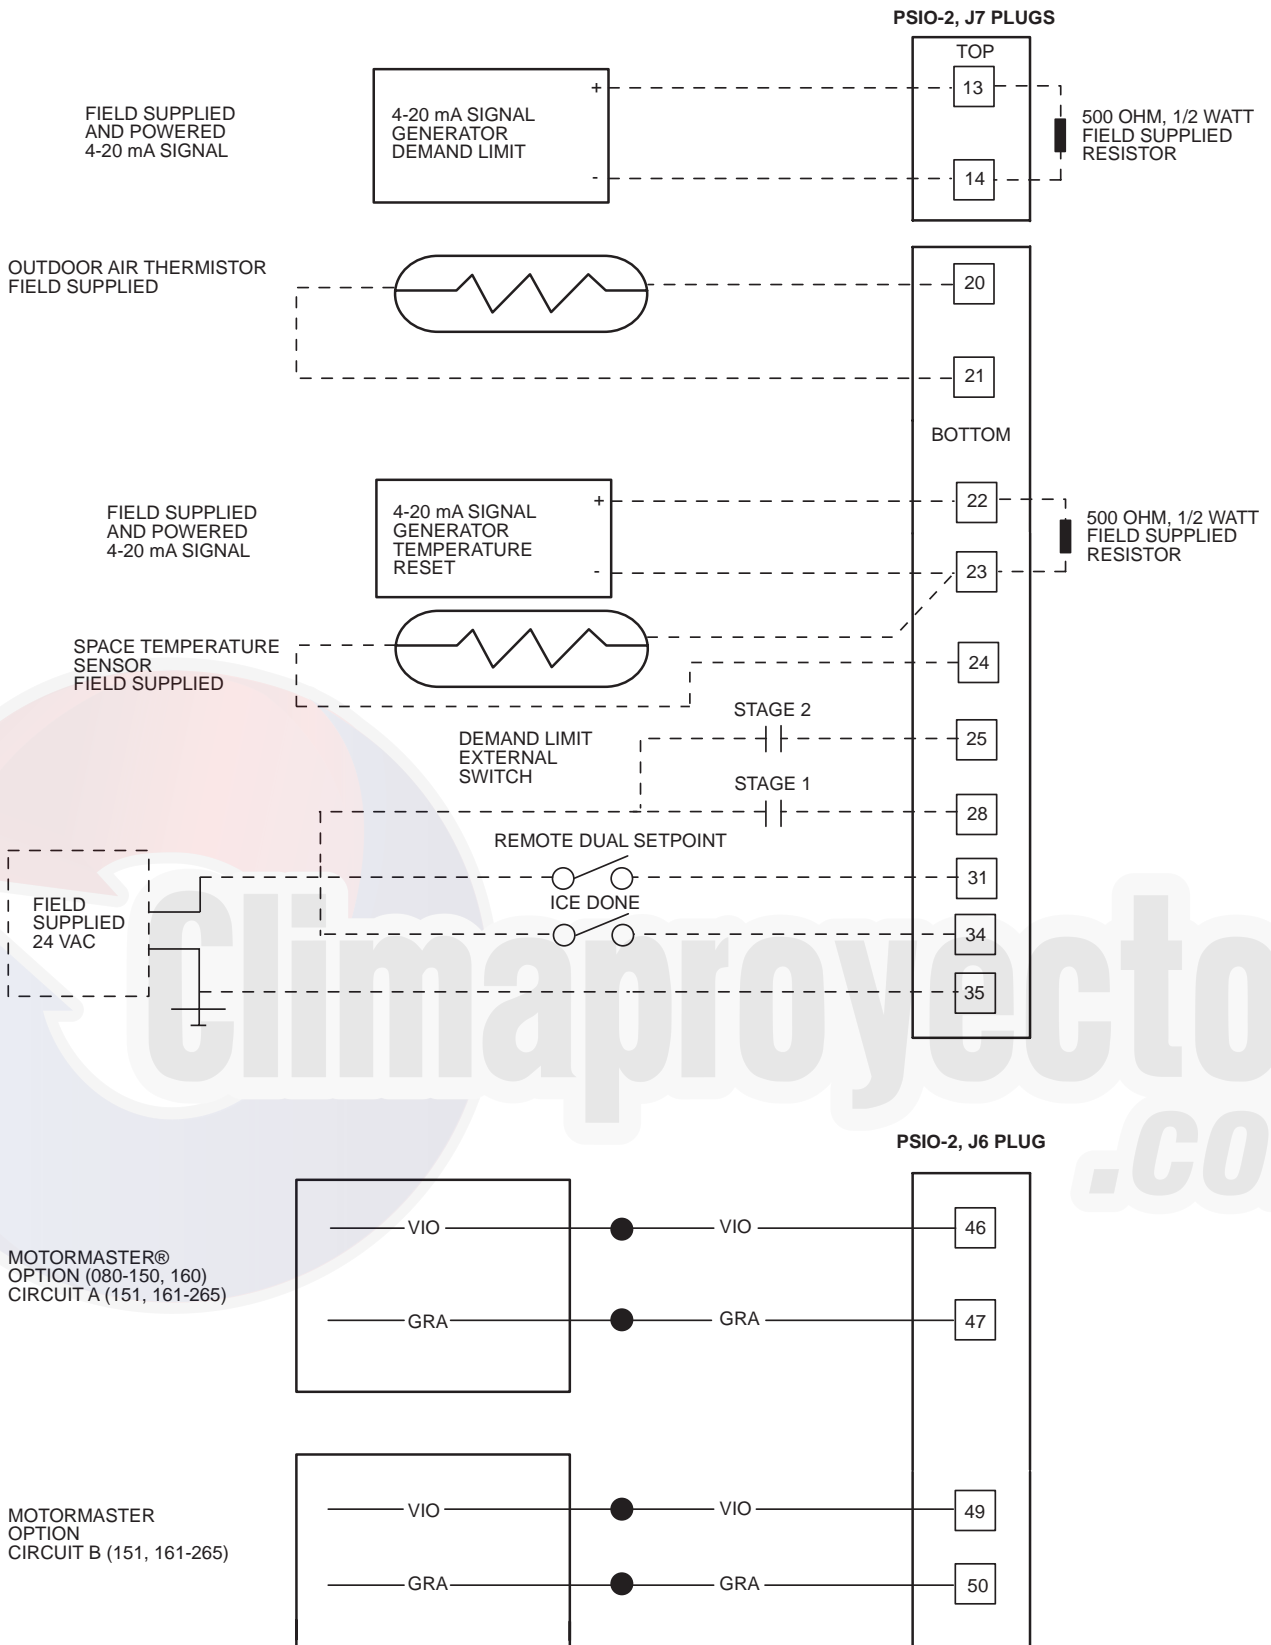 PSIO-2, J7 PLUGS
TOP
13
FIELD SUPPLIED
AND POWERED
4-20 mA SIGNAL
+
4-20 mA SIGNAL
GENERATOR
DEMAND LIMIT
-
500 OHM, 1/2 WATT
FIELD SUPPLIED
RESISTOR
14
OUTDOOR AIR THERMISTOR
FIELD SUPPLIED
20
21
BOTTOM
FIELD SUPPLIED
AND POWERED
4-20 mA SIGNAL
+
4-20 mA SIGNAL
GENERATOR
TEMPERATURE
RESET
-
22
500 OHM, 1/2 WATT
FIELD SUPPLIED
RESISTOR
23
SPACE TEMPERATURE
SENSOR
FIELD SUPPLIED
24
STAGE 2
25
DEMAND LIMIT
EXTERNAL
SWITCH
STAGE 1
28
REMOTE DUAL SETPOINT
31
ICE DONE
34
FIELD
SUPPLIED
24 VAC
35
Climaproyecto
.co
PSIO-2, J6 PLUG
VIO VIO 46
MOTORMASTER®
OPTION (080-150, 160)
CIRCUIT A (151, 161-265)
GRA GRA 47
VIO VIO 49
MOTORMASTER
OPTION
CIRCUIT B (151, 161-265)
GRA GRA 50